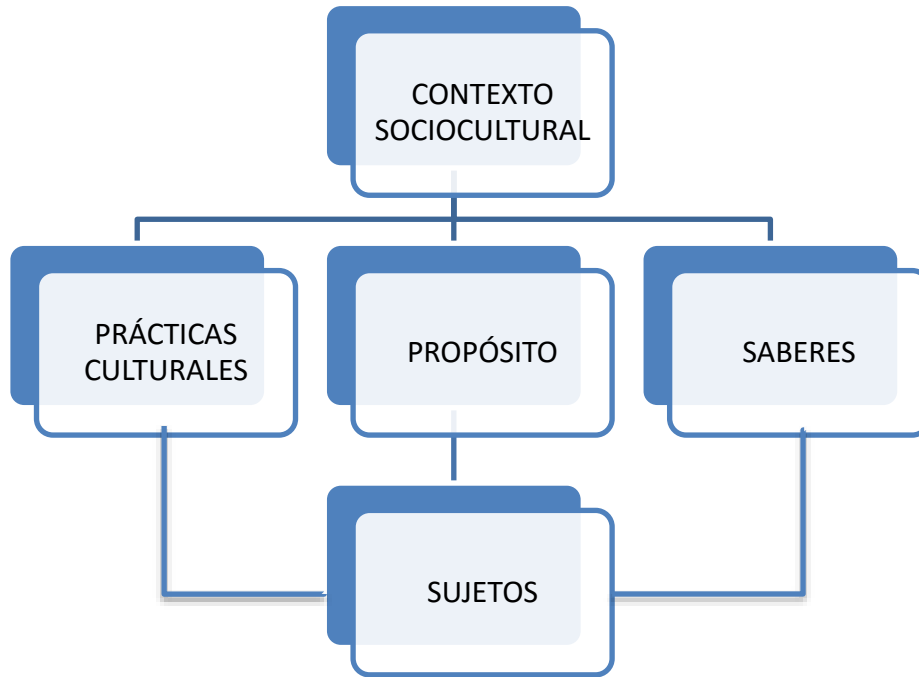 CONTEXTO
SOCIOCULTURAL
PRÁCTICAS
CULTURALES
PROPÓSITO
SABERES
SUJETOS